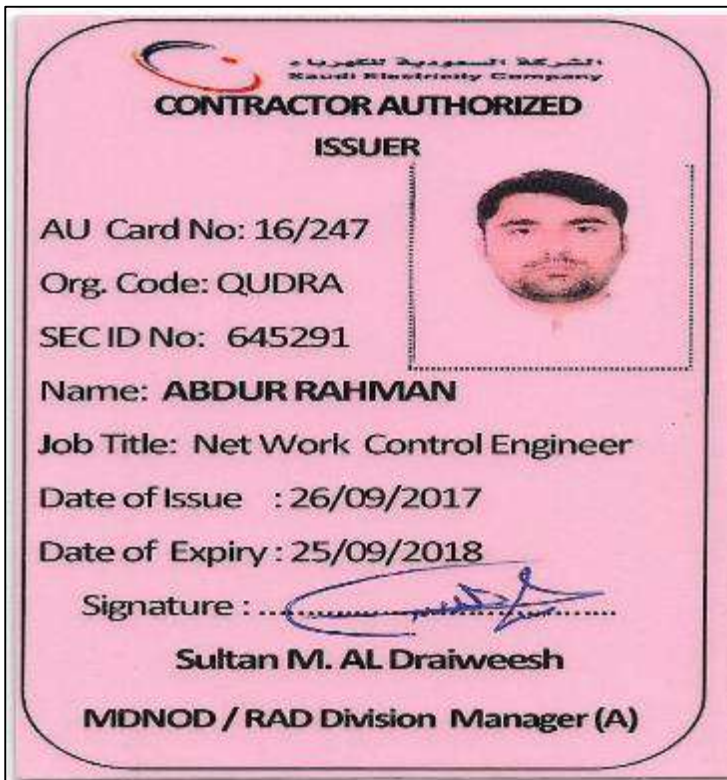 الشركة السعودية للكهرباء
Saudi Electricity Company
CONTRACTOR AUTHORIZED
ISSUER
AU Card No: 16/247
Org. Code: QUDRA
SEC ID No: 645291
Name: ABDUR RAHMAN
Job Title: Net Work Control Engineer
Date of Issue : 26/09/2017
Date of Expiry : 25/09/2018
Signature : ................................................
Sultan M. AL Draiweesh
MDNOD / RAD Division Manager (A)